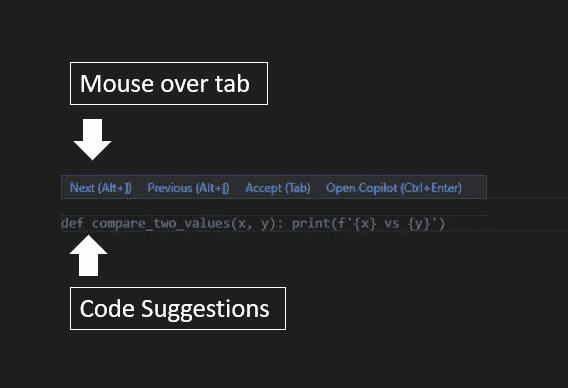 Mouse over tab
Next (Alt+]) Previous (Alt+[) Accept (Tab) Open Copilot (Ctrl+Enter)
def compare_two_values(x, y): print(f'{x} vs {y}')
Code Suggestions